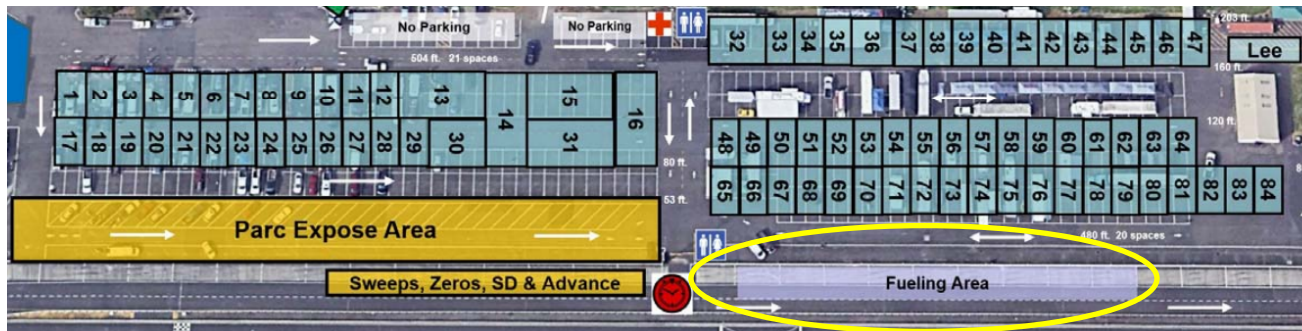 No Parking
No Parking
504 ft. 21 spaces
203 ft.
32 33 34 35 36 37 38 39 40 41 42 43 44 45 46 47
Lee
160 ft.
1 2 3 4 5 6 7 8 9 10 11 12 13 14 15 16
120 ft.
17 18 19 20 21 22 23 24 25 26 27 28 29 30 31
48 49 50 51 52 53 54 55 56 57 58 59 60 61 62 63 64
80 ft.
65 66 67 68 69 70 71 72 73 74 75 76 77 78 79 80 81 82 83 84
53 ft.
Parc Expose Area
480 ft. 20 spaces
Sweeps, Zeros, SD & Advance
Fueling Area